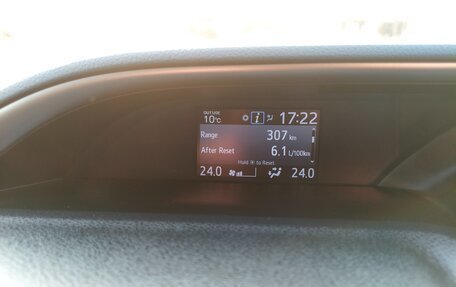 OUTSIDE
10°C i 17:22
Range 307 km
After Reset 6.1 L/100km
Hold to Reset
24.0 24.0